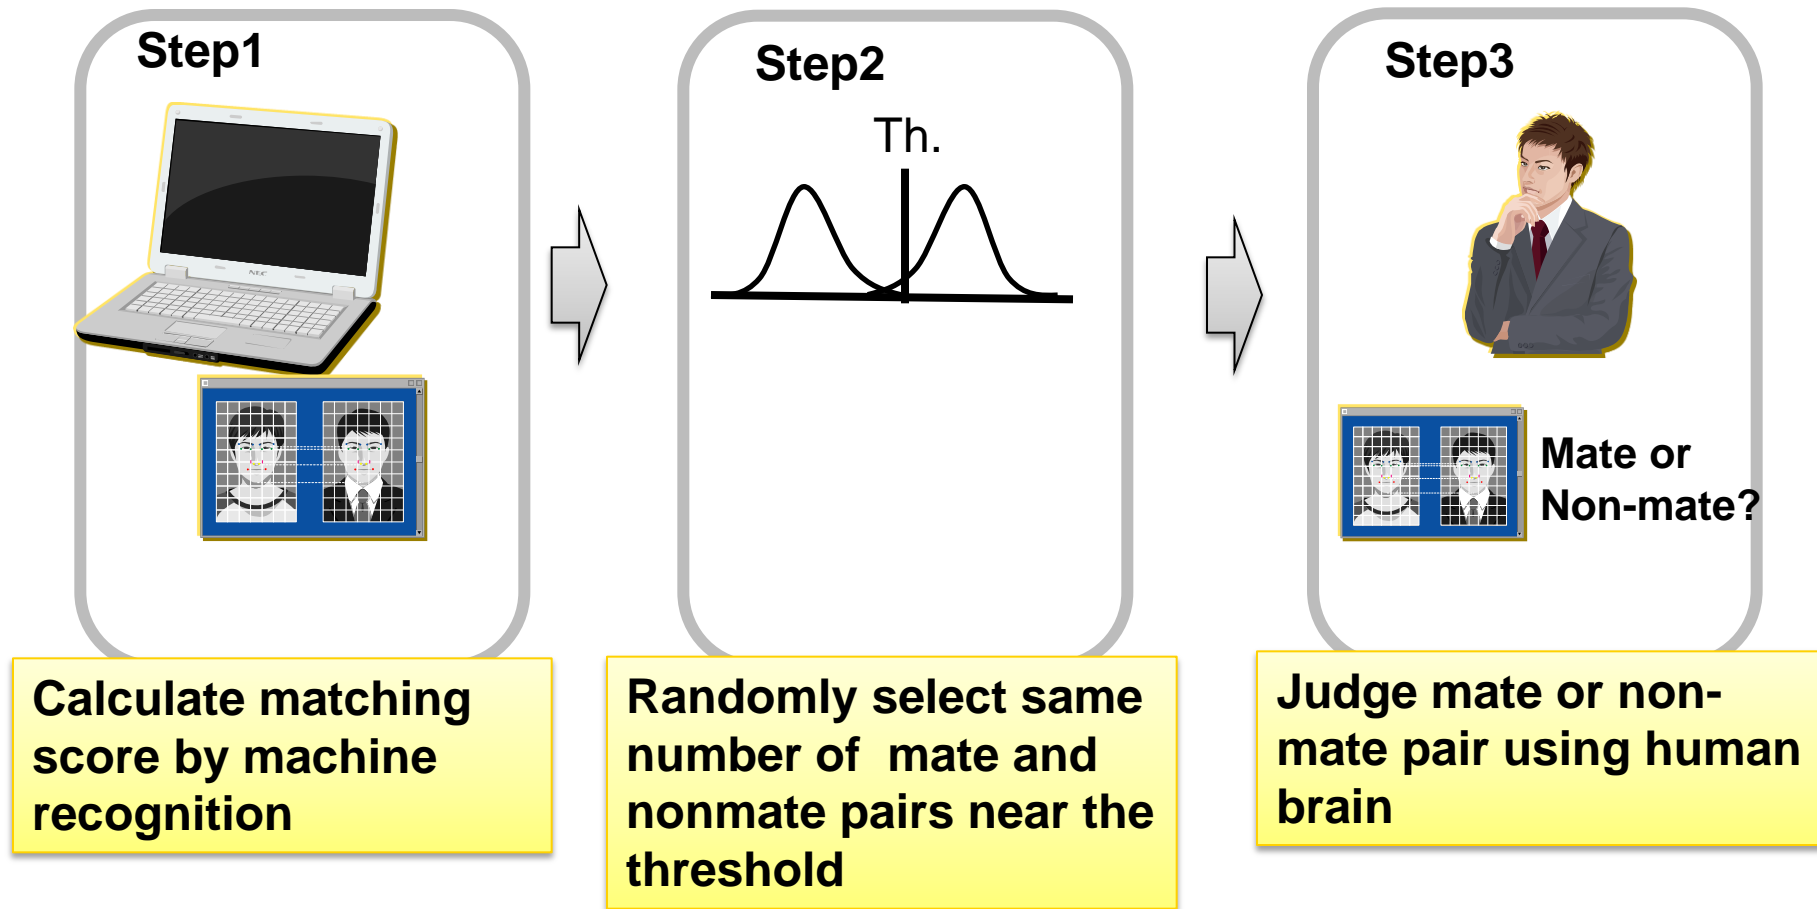 Step1
NEC
Calculate matching
score by machine
recognition
Step2
Th.
Randomly select same
number of  mate and
nonmate pairs near the
threshold
Step3
Mate or
Non-mate?
Judge mate or non-
mate pair using human
brain